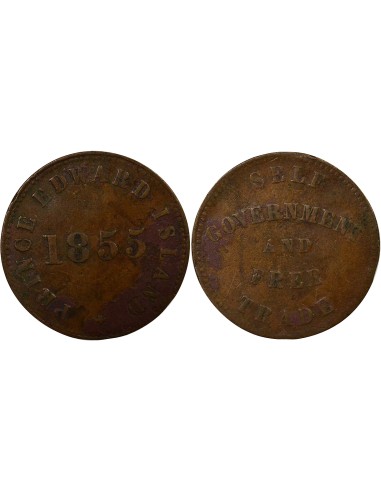 PRINCE EDWARD ISLAND
1855
SELF
GOVERNMENT
AND
FREE
TRADE